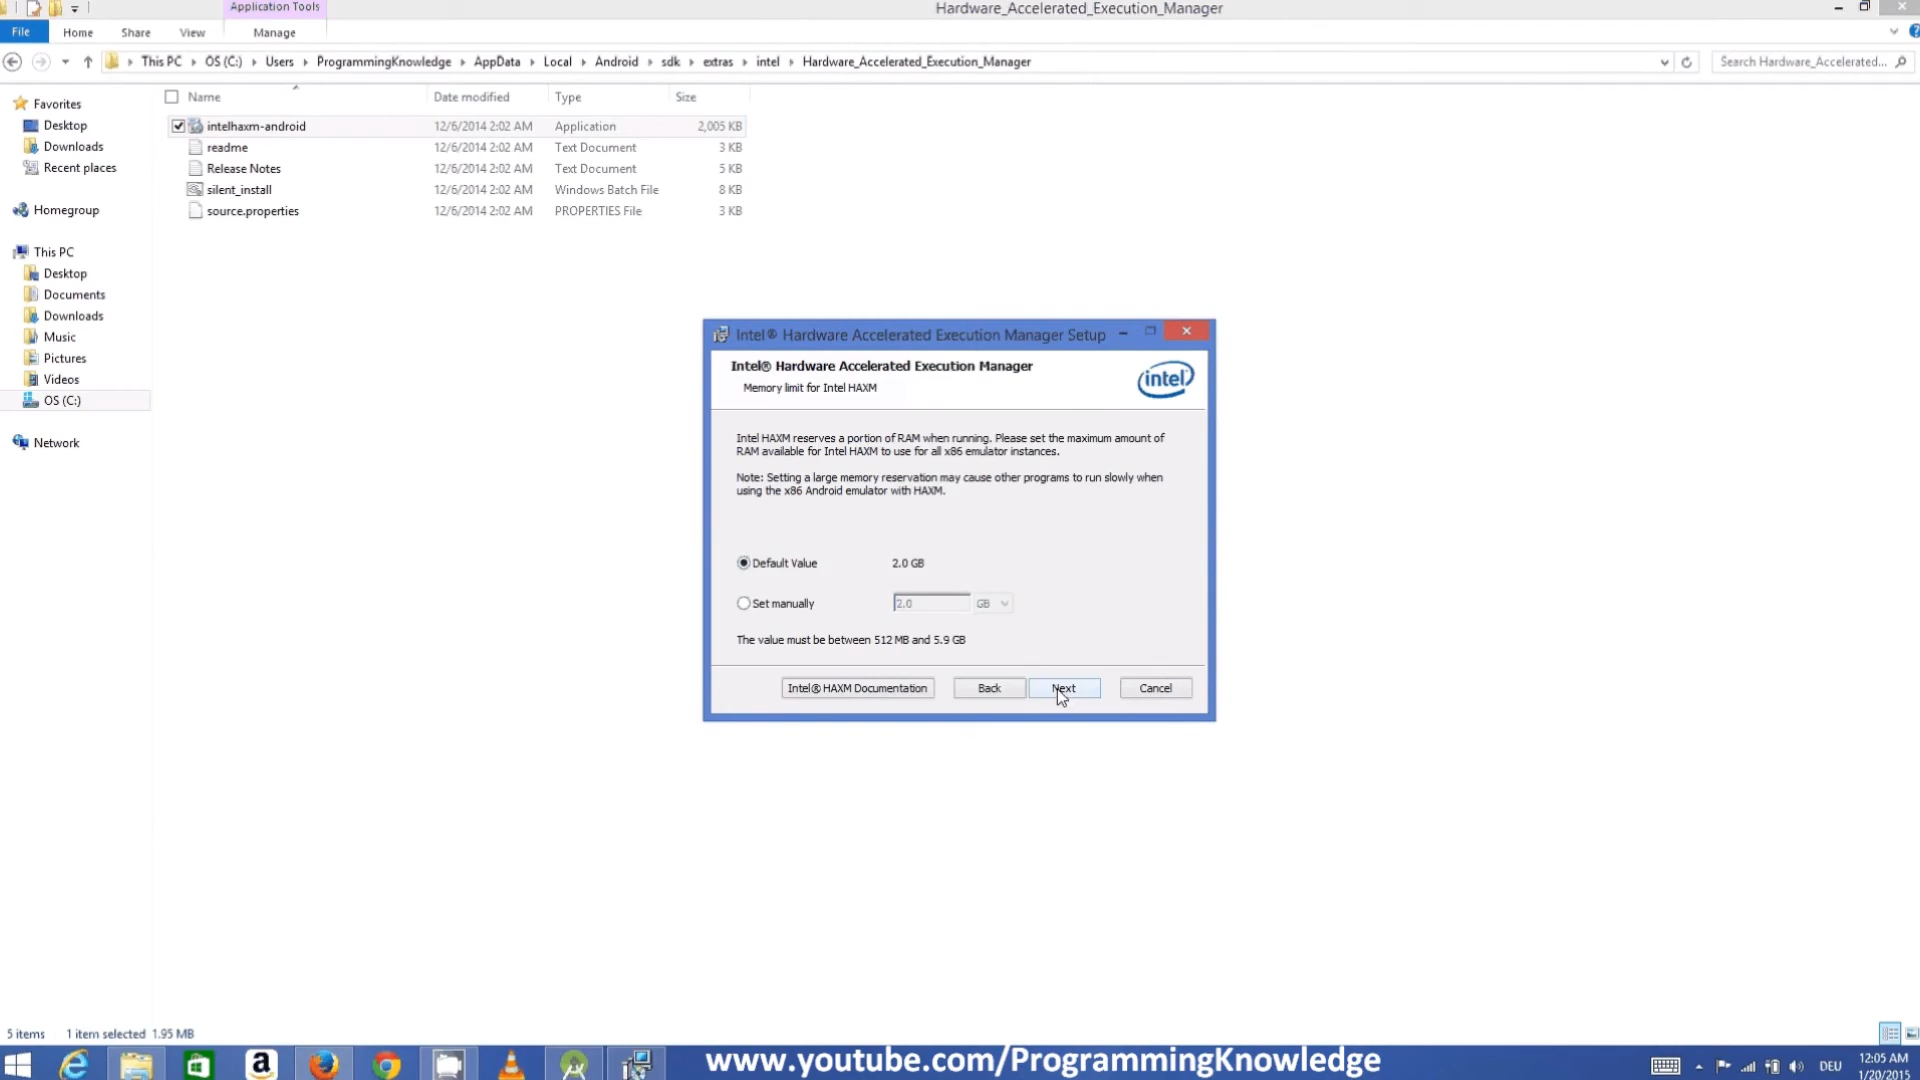 Application Tools
Hardware_Accelerated_Execution_Manager
File
Home
Share
View
Manage
This PC
OS (C:)
Users
ProgrammingKnowledge
AppData
Local
Android
sdk
extras
intel
Hardware_Accelerated_Execution_Manager
Search Hardware_Accelerated...
Name
Date modified
Type
Size
intelhaxm-android 12/6/2014 2:02 AM Application 2,005 KB
readme 12/6/2014 2:02 AM Text Document 3 KB
Release Notes 12/6/2014 2:02 AM Text Document 5 KB
silent_install 12/6/2014 2:02 AM Windows Batch File 8 KB
source.properties 12/6/2014 2:02 AM PROPERTIES File 3 KB
Favorites
Desktop
Downloads
Recent places
Homegroup
This PC
Desktop
Documents
Downloads
Music
Pictures
Videos
OS (C:)
Network
Intel® Hardware Accelerated Execution Manager Setup
Intel® Hardware Accelerated Execution Manager
Memory limit for Intel HAXM
intel
Intel HAXM reserves a portion of RAM when running. Please set the maximum amount of
RAM available for Intel HAXM to use for all x86 emulator instances.
Note: Setting a large memory reservation may cause other programs to run slowly when
using the x86 Android emulator with HAXM.
Default Value 2.0 GB
Set manually 2.0 GB
The value must be between 512 MB and 5.9 GB
Intel® HAXM Documentation
Back
Next
Cancel
5 items 1 item selected 1.95 MB
www.youtube.com/ProgrammingKnowledge
DEU
12:05 AM
1/20/2015